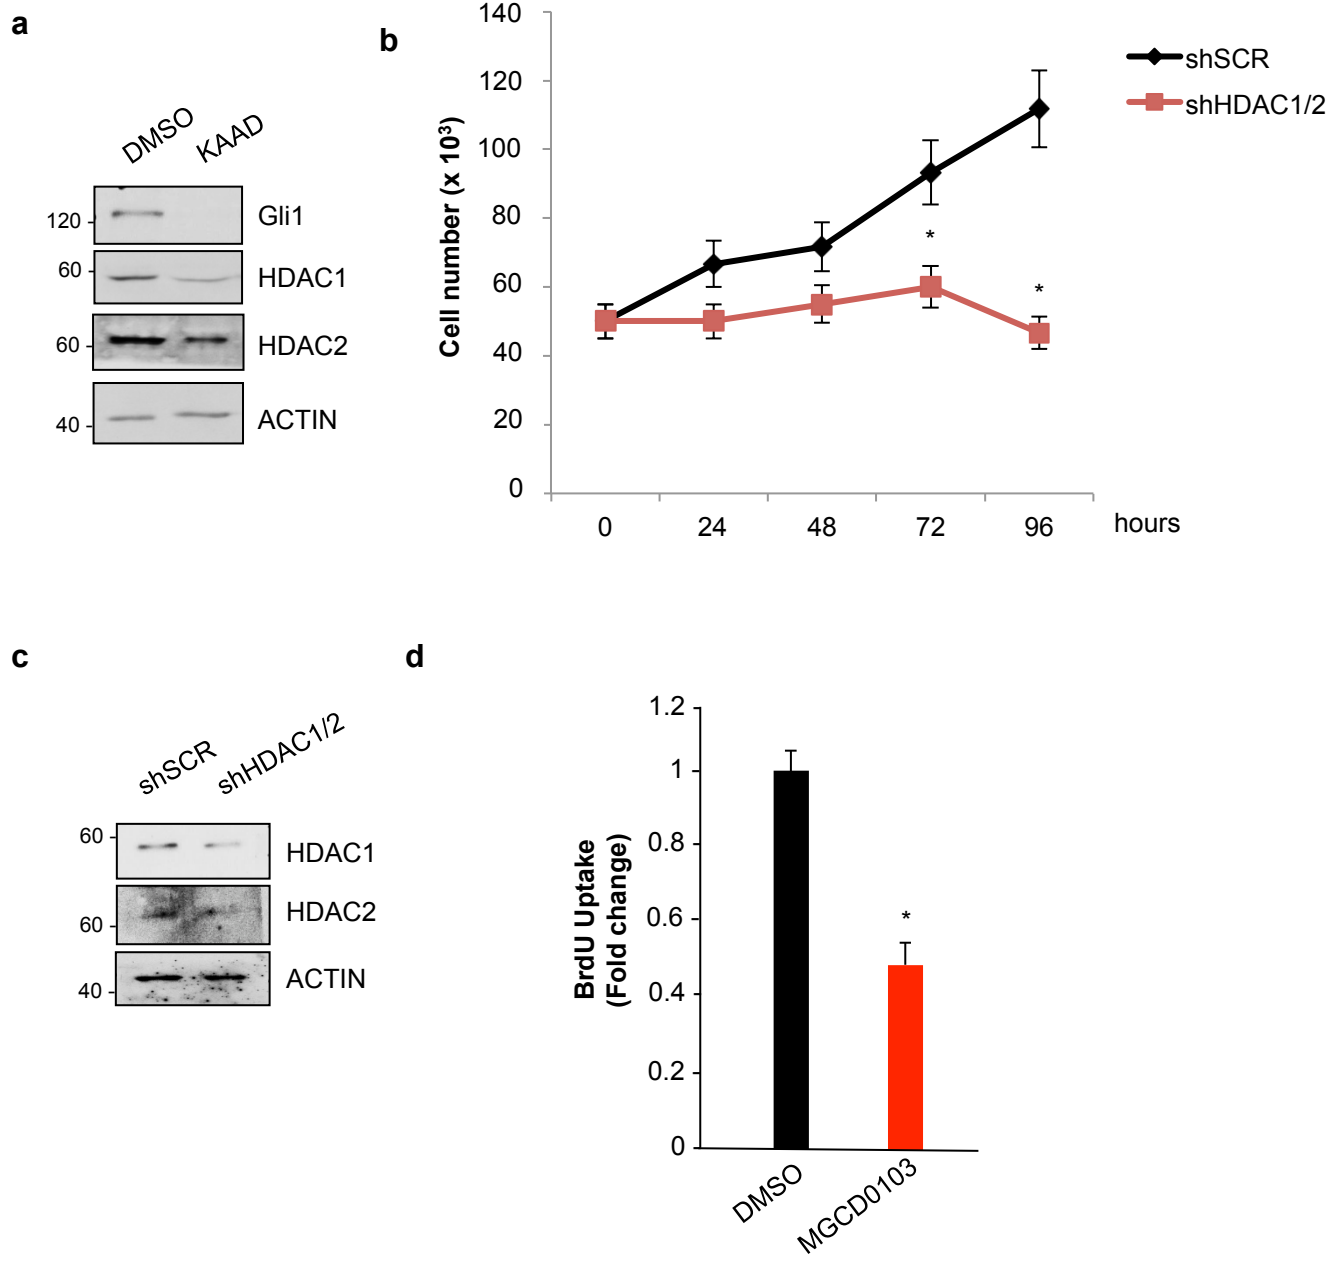 a
DMSO
KAAD
120
Gli1
60
HDAC1
60
HDAC2
40
ACTIN
b
140
120
100
80
60
40
20
0
Cell number (x 10³)
*
*
0 24 48 72 96 hours
shSCR
shHDAC1/2
c
shSCR
shHDAC1/2
60
HDAC1
60
HDAC2
40
ACTIN
d
1.2
1
0.8
0.6
0.4
0.2
0
BrdU Uptake
(Fold change)
*
DMSO
MGCD0103